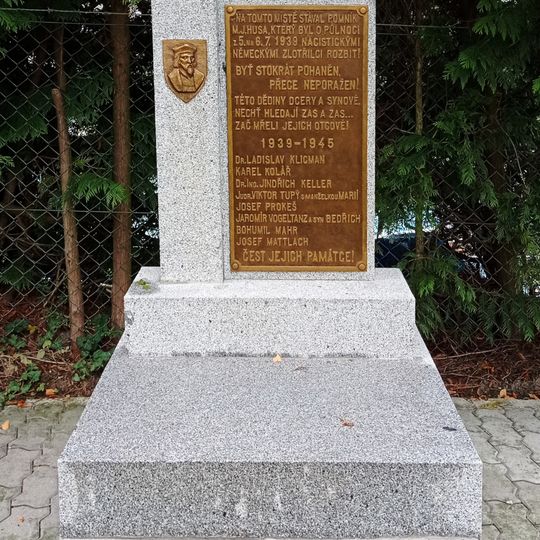 NA TOMTO MÍSTĚ STÁVAL POMNÍK
M.J.HUSA, KTERÝ BYL O PŮLNOCI
Z 5. NA 6. 7. 1939 NACISTICKÝMI
NĚMECKÝMI ZLOTŘILCI ROZBIT!
BYŤ STOKRÁT POHANĚN,
PŘECE NEPORAŽEN!
TÉTO DĚDINY DCERY A SYNOVÉ,
NECHŤ HLEDAJÍ ZAS A ZAS...
ZAČ MŘELI JEJICH OTCOVÉ!
1939-1945
DR. LADISLAV KLIGMAN
KAREL KOLÁŘ
DR. ING. JINDŘICH KELLER
JUDR. VIKTOR TUPÝ S MANŽELKOU MARIÍ
JOSEF PROKEŠ
JAROMÍR VOGELTANZ A SYN BEDŘICH
BOHUMIL MAHR
JOSEF MATTLACH
ČEST JEJICH PAMÁTCE!